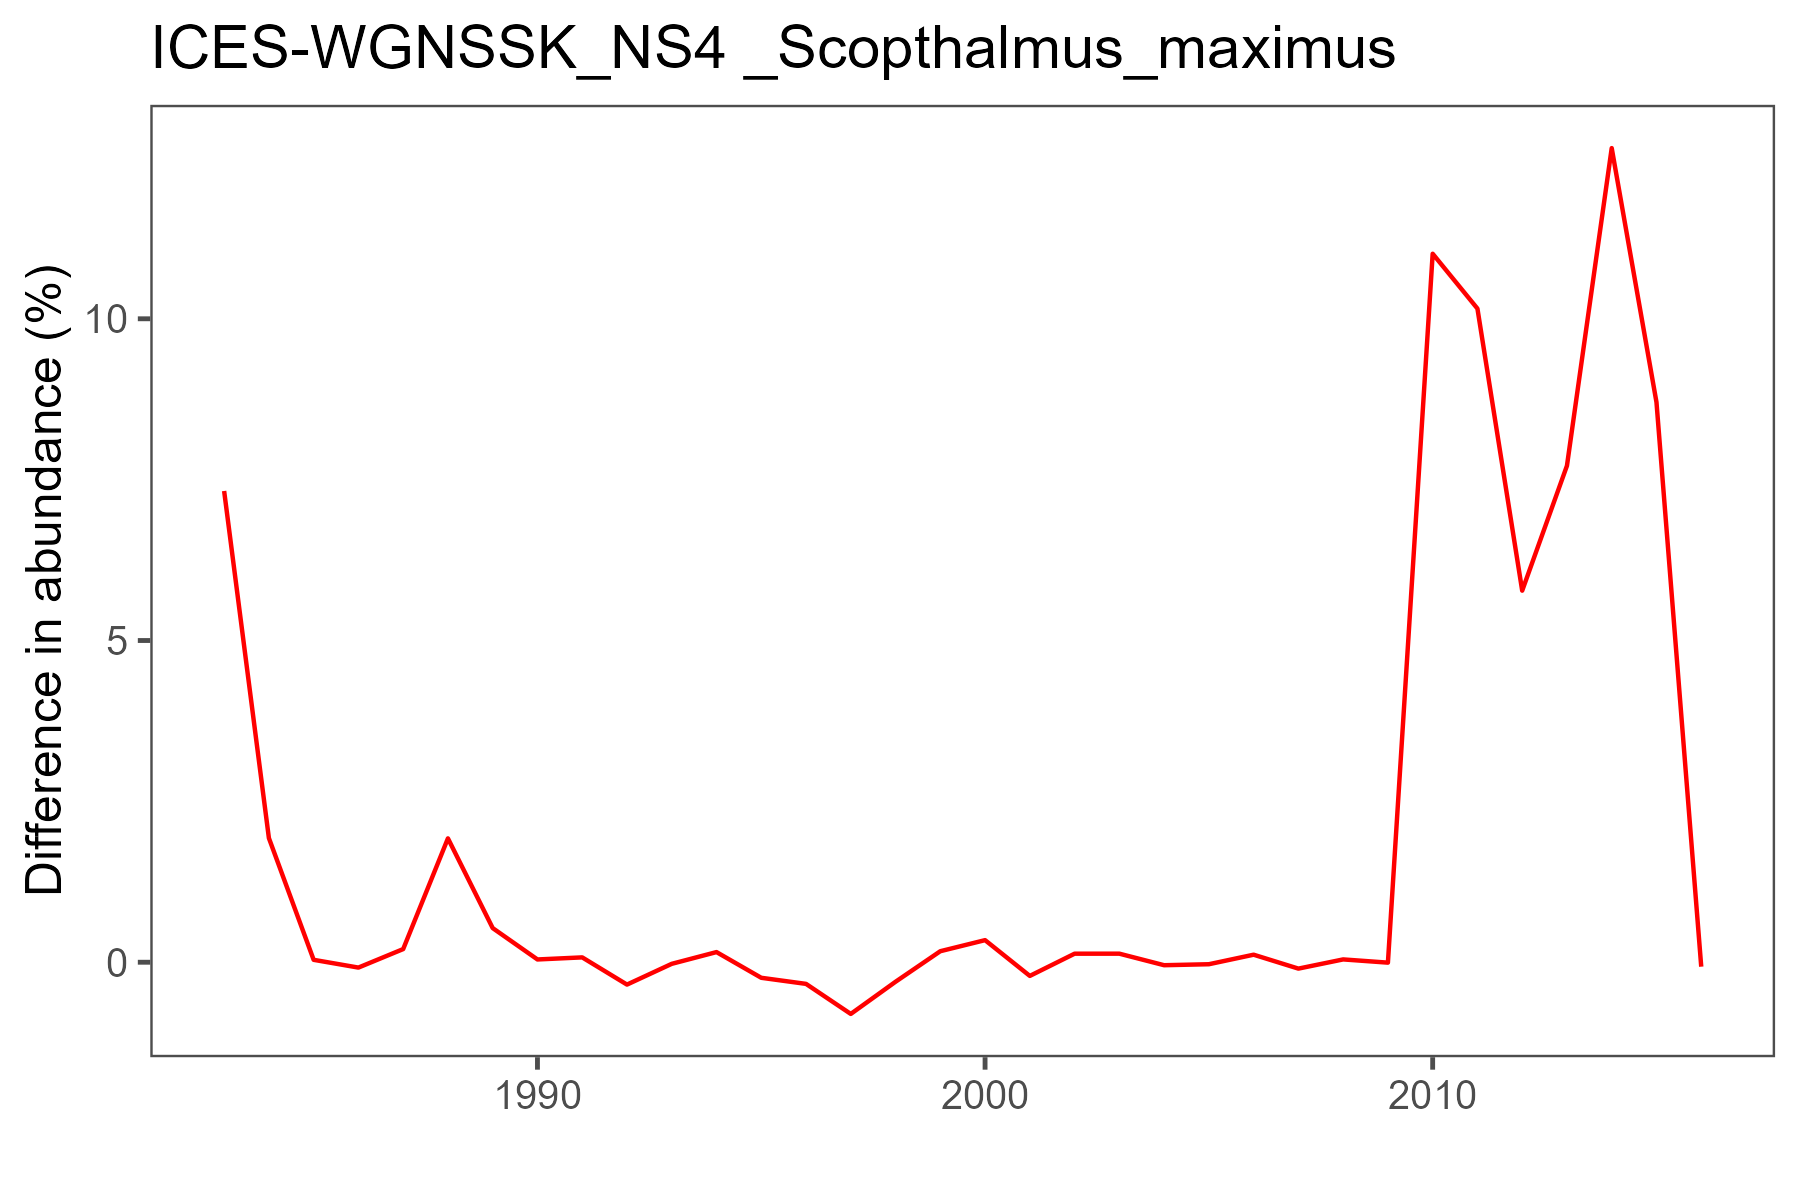 ICES-WGNSSK_NS4 _Scopthalmus_maximus
Difference in abundance (%)
10
5
0
1990 2000 2010